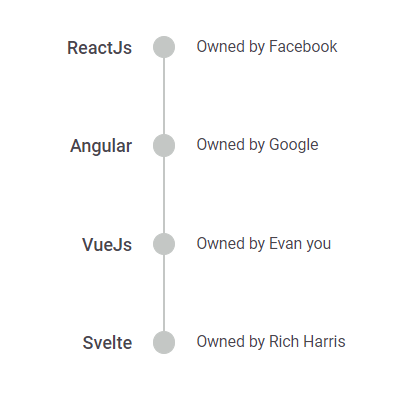 ReactJs Owned by Facebook
Angular Owned by Google
VueJs Owned by Evan you
Svelte Owned by Rich Harris